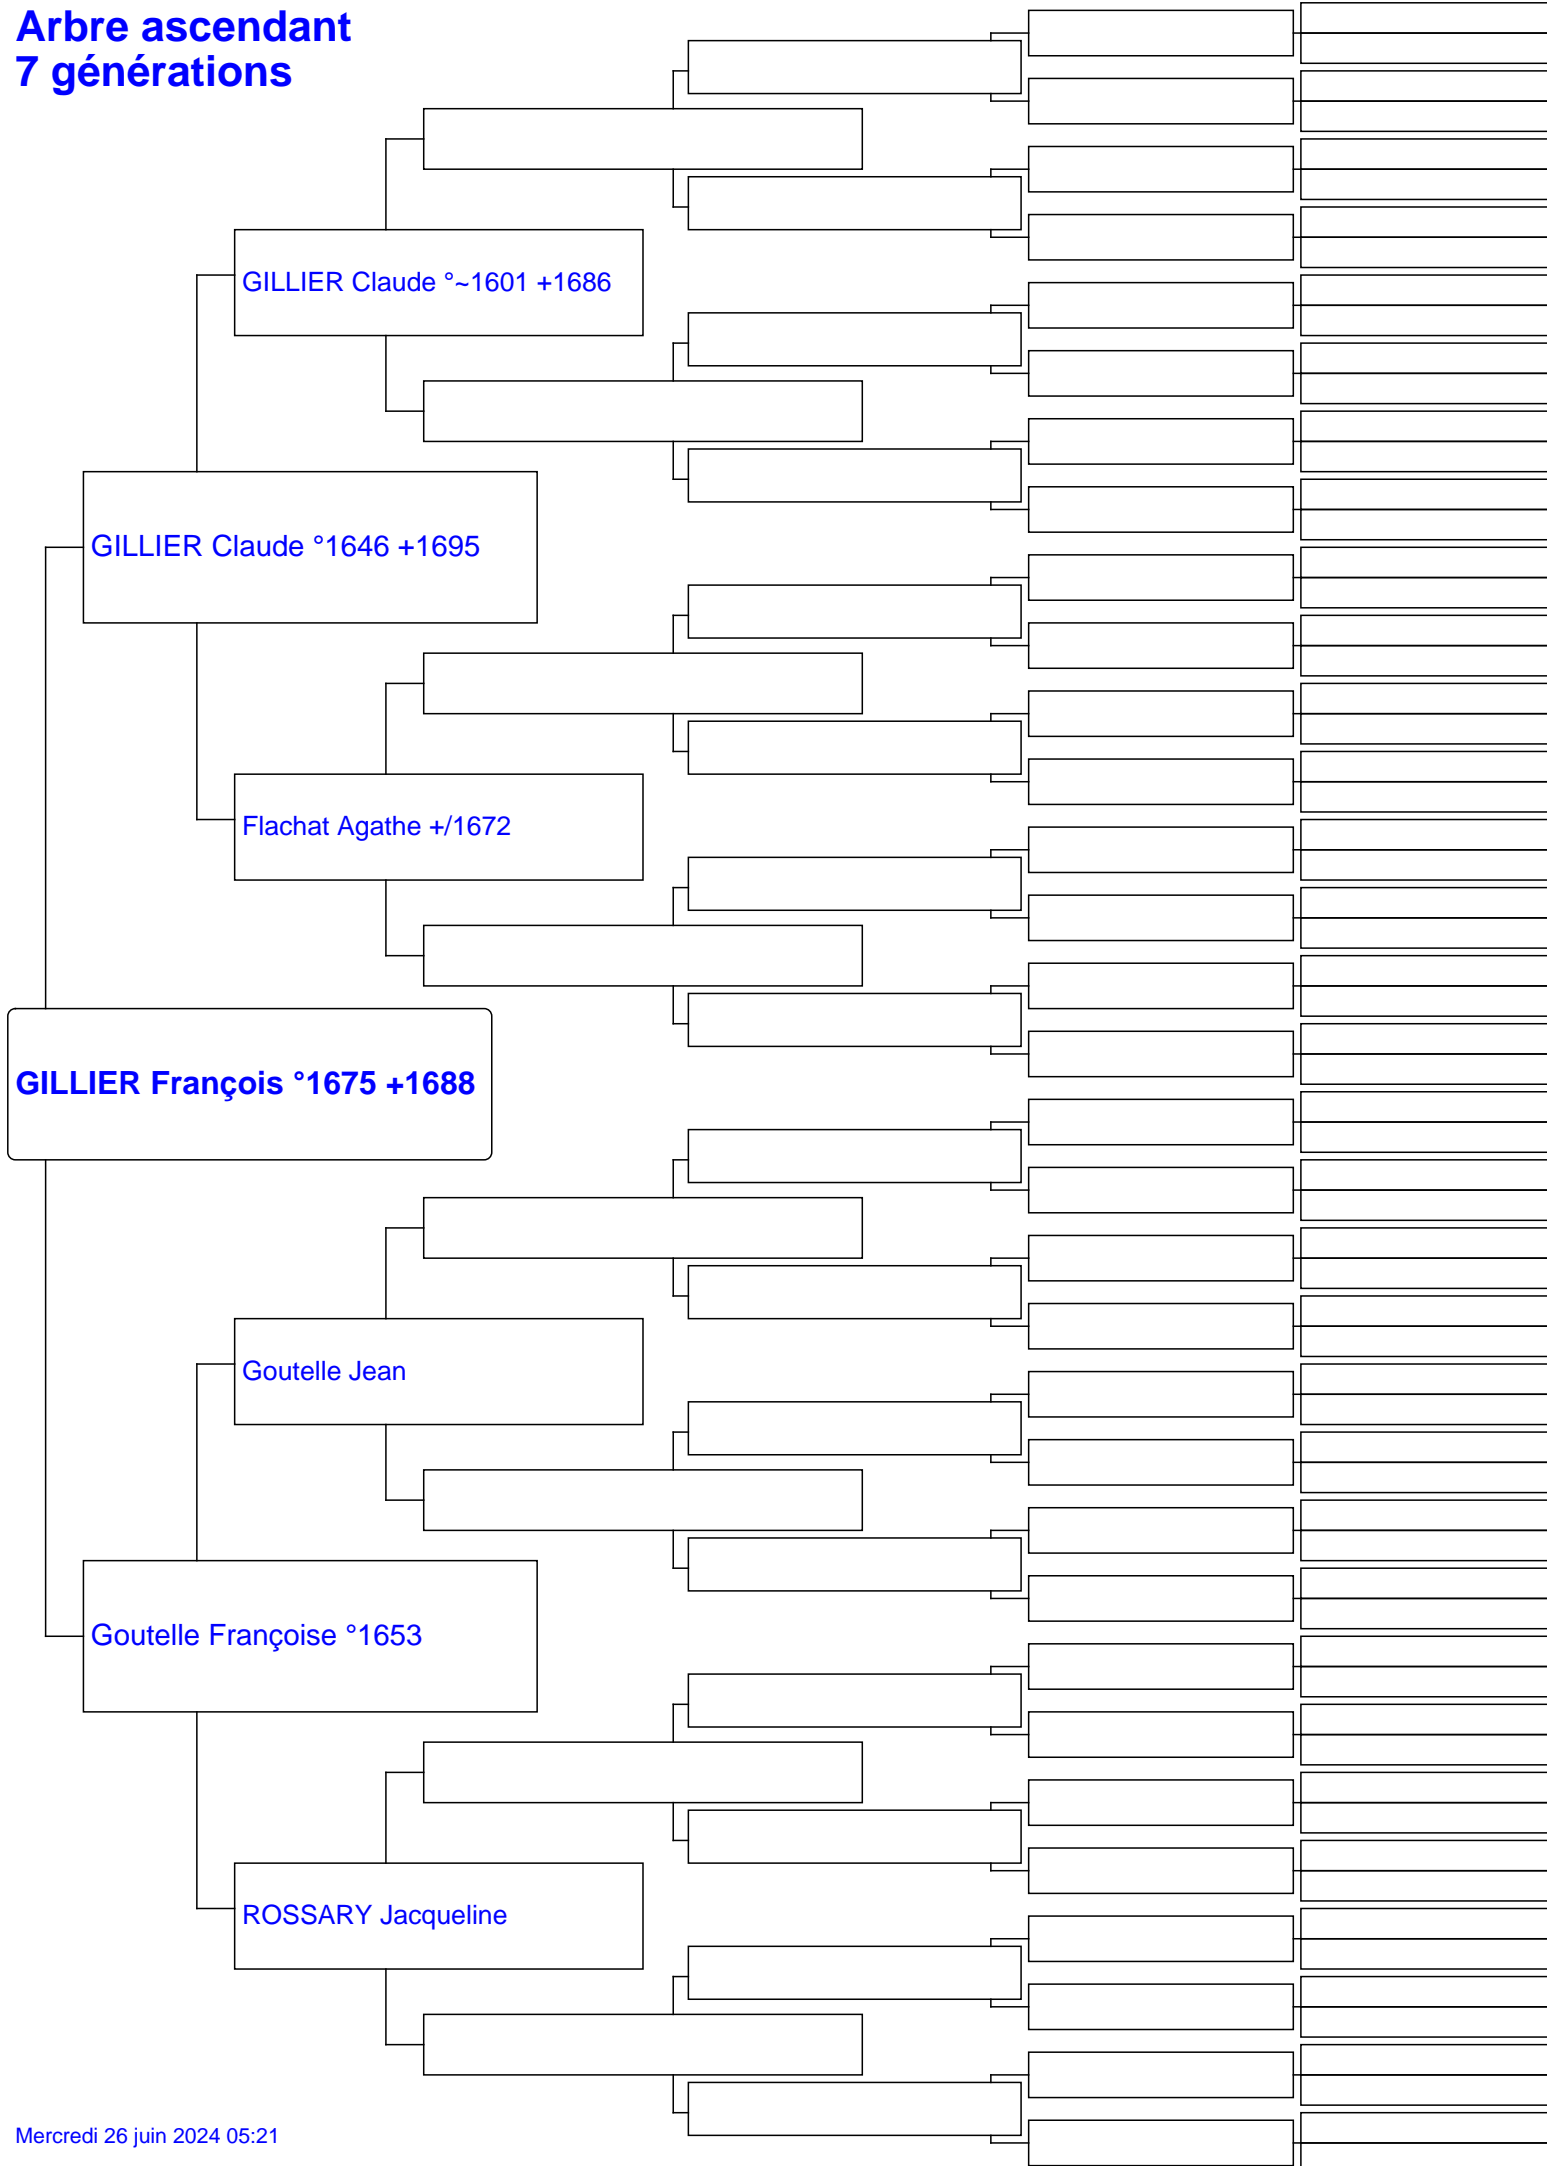 Arbre ascendant
7 générations
GILLIER Claude °~1601 +1686
GILLIER Claude °1646 +1695
Flachat Agathe +/1672
GILLIER François °1675 +1688
Goutelle Jean
Goutelle Françoise °1653
ROSSARY Jacqueline
Mercredi 26 juin 2024 05:21